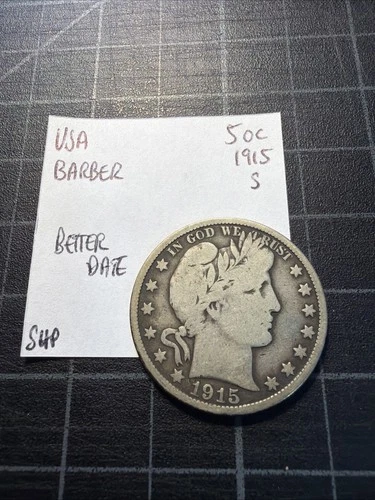 USA 50C
BARBER 1915
S
BETTER
DATE
SHP
IN GOD WE TRUST
1915